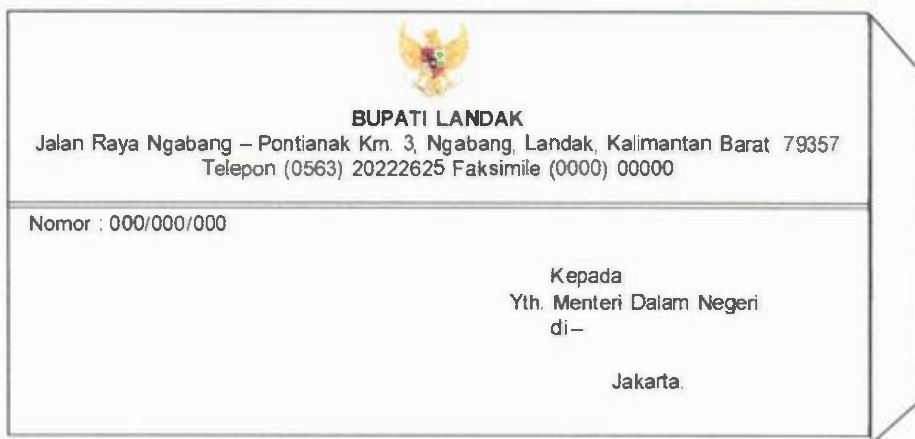 BUPATI LANDAK
Jalan Raya Ngabang – Pontianak Km. 3, Ngabang, Landak, Kalimantan Barat 79357
Telepon (0563) 20222625 Faksimile (0000) 00000
Nomor : 000/000/000
Kepada
Yth. Menteri Dalam Negeri
di –
Jakarta.